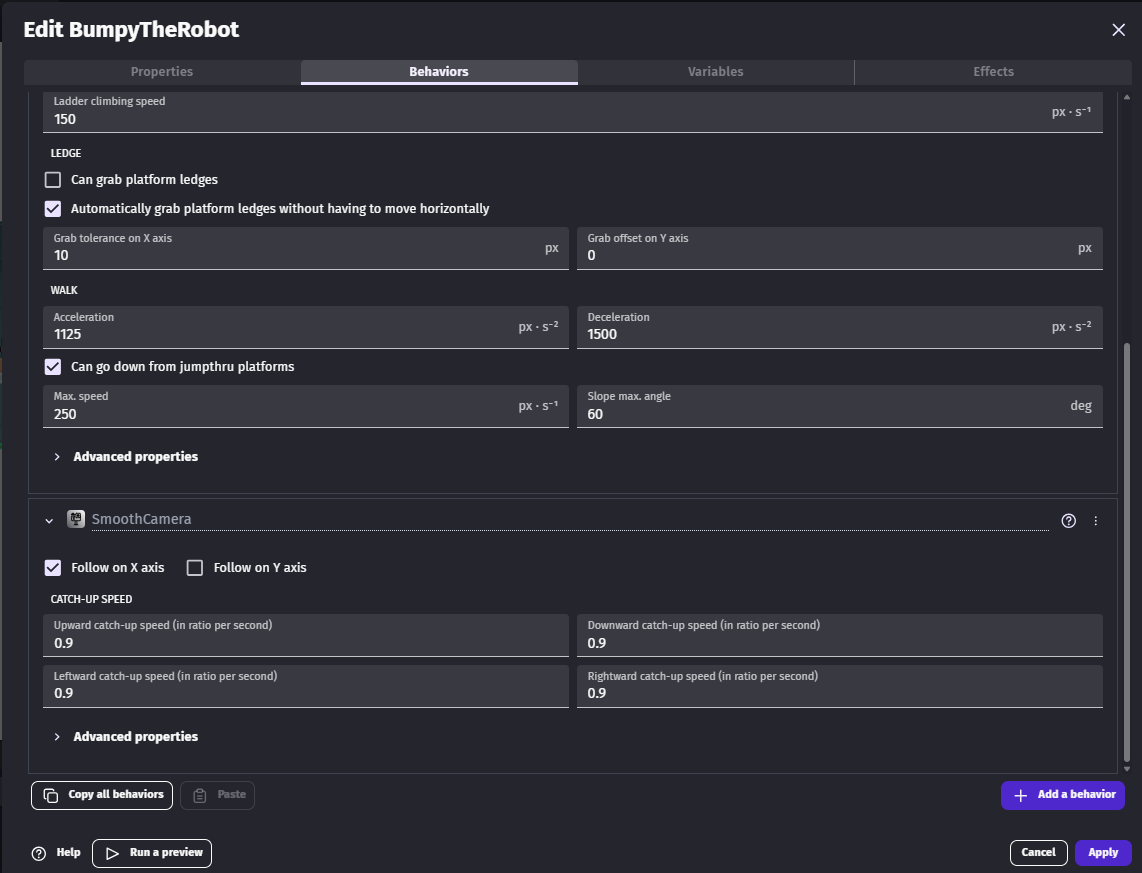 Edit BumpyTheRobot
Properties Behaviors Variables Effects
Ladder climbing speed
150 px · s⁻¹
LEDGE
Can grab platform ledges
Automatically grab platform ledges without having to move horizontally
Grab tolerance on X axis Grab offset on Y axis
10 px 0 px
WALK
Acceleration Deceleration
1125 px · s⁻² 1500 px · s⁻²
Can go down from jumpthru platforms
Max. speed Slope max. angle
250 px · s⁻¹ 60 deg
Advanced properties
SmoothCamera
Follow on X axis Follow on Y axis
CATCH-UP SPEED
Upward catch-up speed (in ratio per second) Downward catch-up speed (in ratio per second)
0.9 0.9
Leftward catch-up speed (in ratio per second) Rightward catch-up speed (in ratio per second)
0.9 0.9
Advanced properties
Copy all behaviors Paste Add a behavior
Help Run a preview Cancel Apply